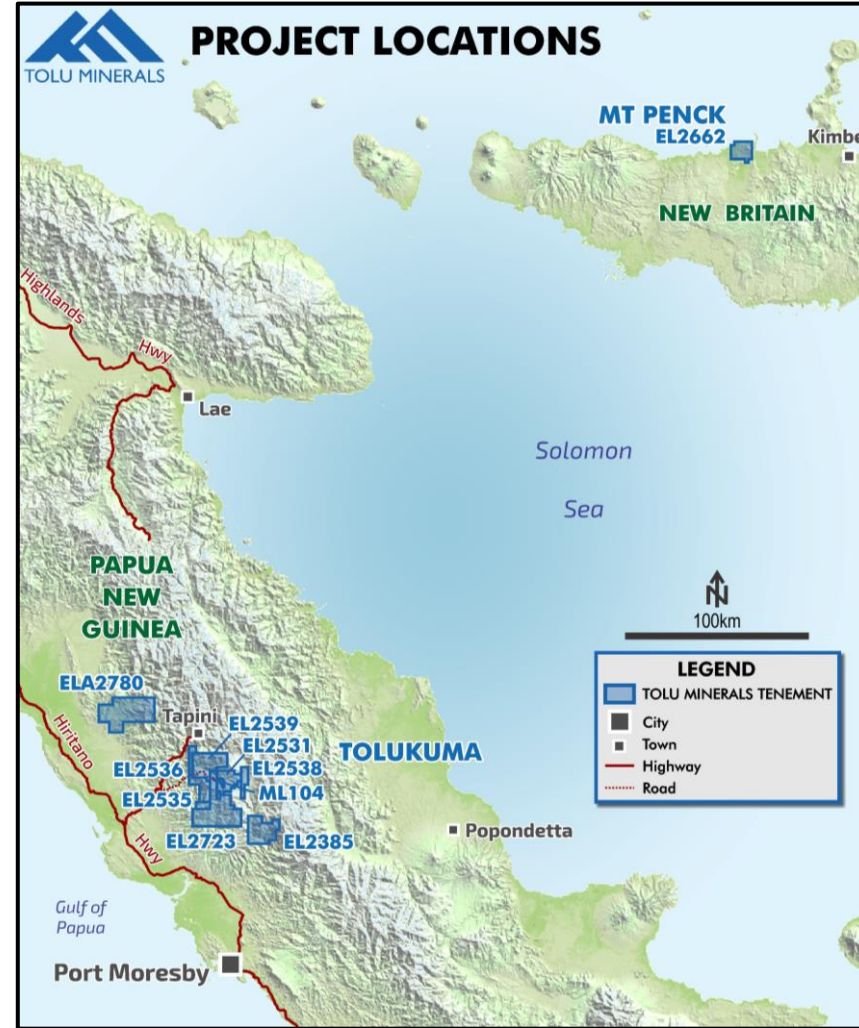 TOLU MINERALS
PROJECT LOCATIONS
MT PENCK
EL2662
Kimbe
NEW BRITAIN
Highlands
Hwy
Lae
Solomon
Sea
PAPUA
NEW
GUINEA
N
100km
LEGEND
TOLU MINERALS TENEMENT
City
Town
Highway
Road
ELA2780
Tapini
EL2539
EL2531
TOLUKUMA
EL2536
EL2538
EL2535
ML104
EL2723
EL2385
Hiritano
Hwy
Popondetta
Gulf of
Papua
Port Moresby